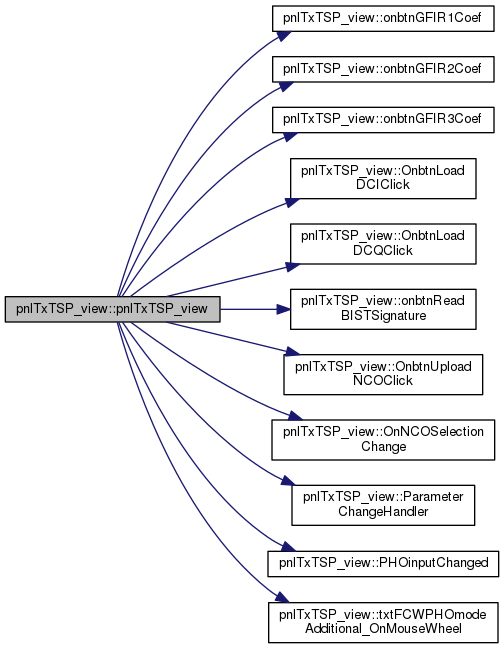 pnlTxTSP_view::onbtnGFIR1Coef
pnlTxTSP_view::onbtnGFIR2Coef
pnlTxTSP_view::onbtnGFIR3Coef
pnlTxTSP_view::OnbtnLoad
DCIClick
pnlTxTSP_view::OnbtnLoad
DCQClick
pnlTxTSP_view::pnlTxTSP_view
pnlTxTSP_view::onbtnRead
BISTSignature
pnlTxTSP_view::OnbtnUpload
NCOClick
pnlTxTSP_view::OnNCOSelection
Change
pnlTxTSP_view::Parameter
ChangeHandler
pnlTxTSP_view::PHOinputChanged
pnlTxTSP_view::txtFCWPHOmode
Additional_OnMouseWheel